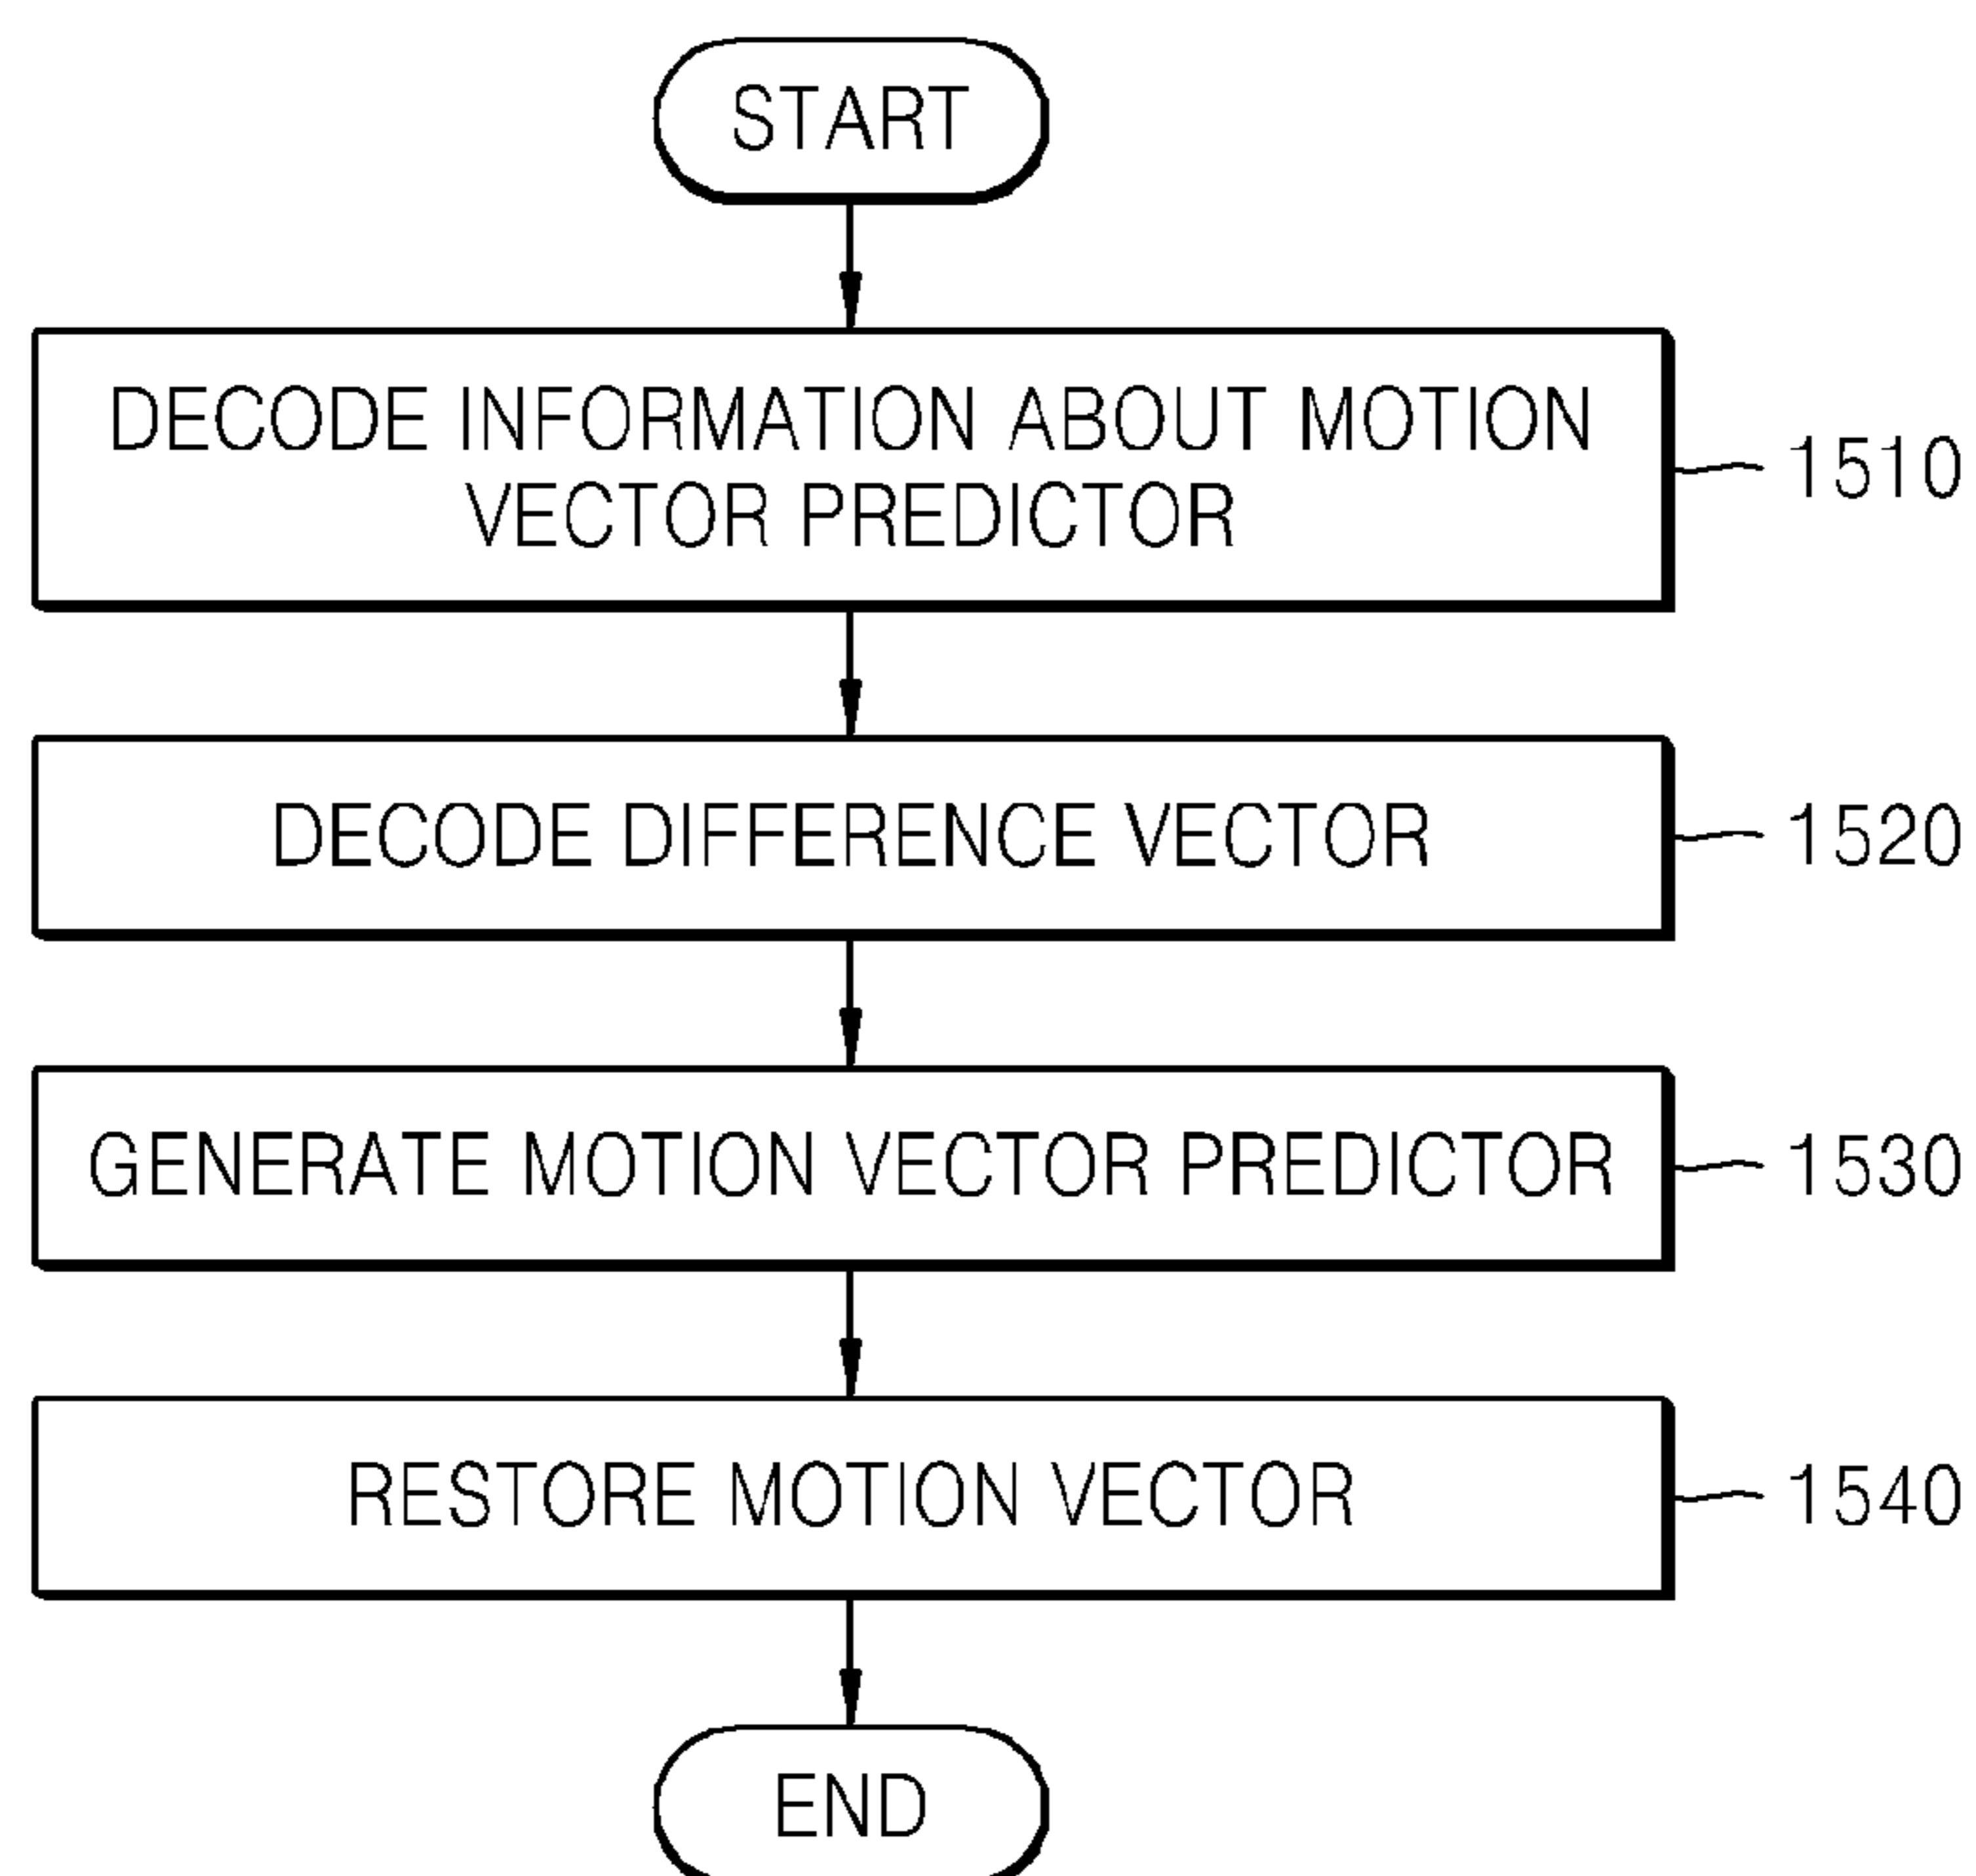 START
DECODE INFORMATION ABOUT MOTION
VECTOR PREDICTOR
1510
DECODE DIFFERENCE VECTOR
1520
GENERATE MOTION VECTOR PREDICTOR
1530
RESTORE MOTION VECTOR
1540
END